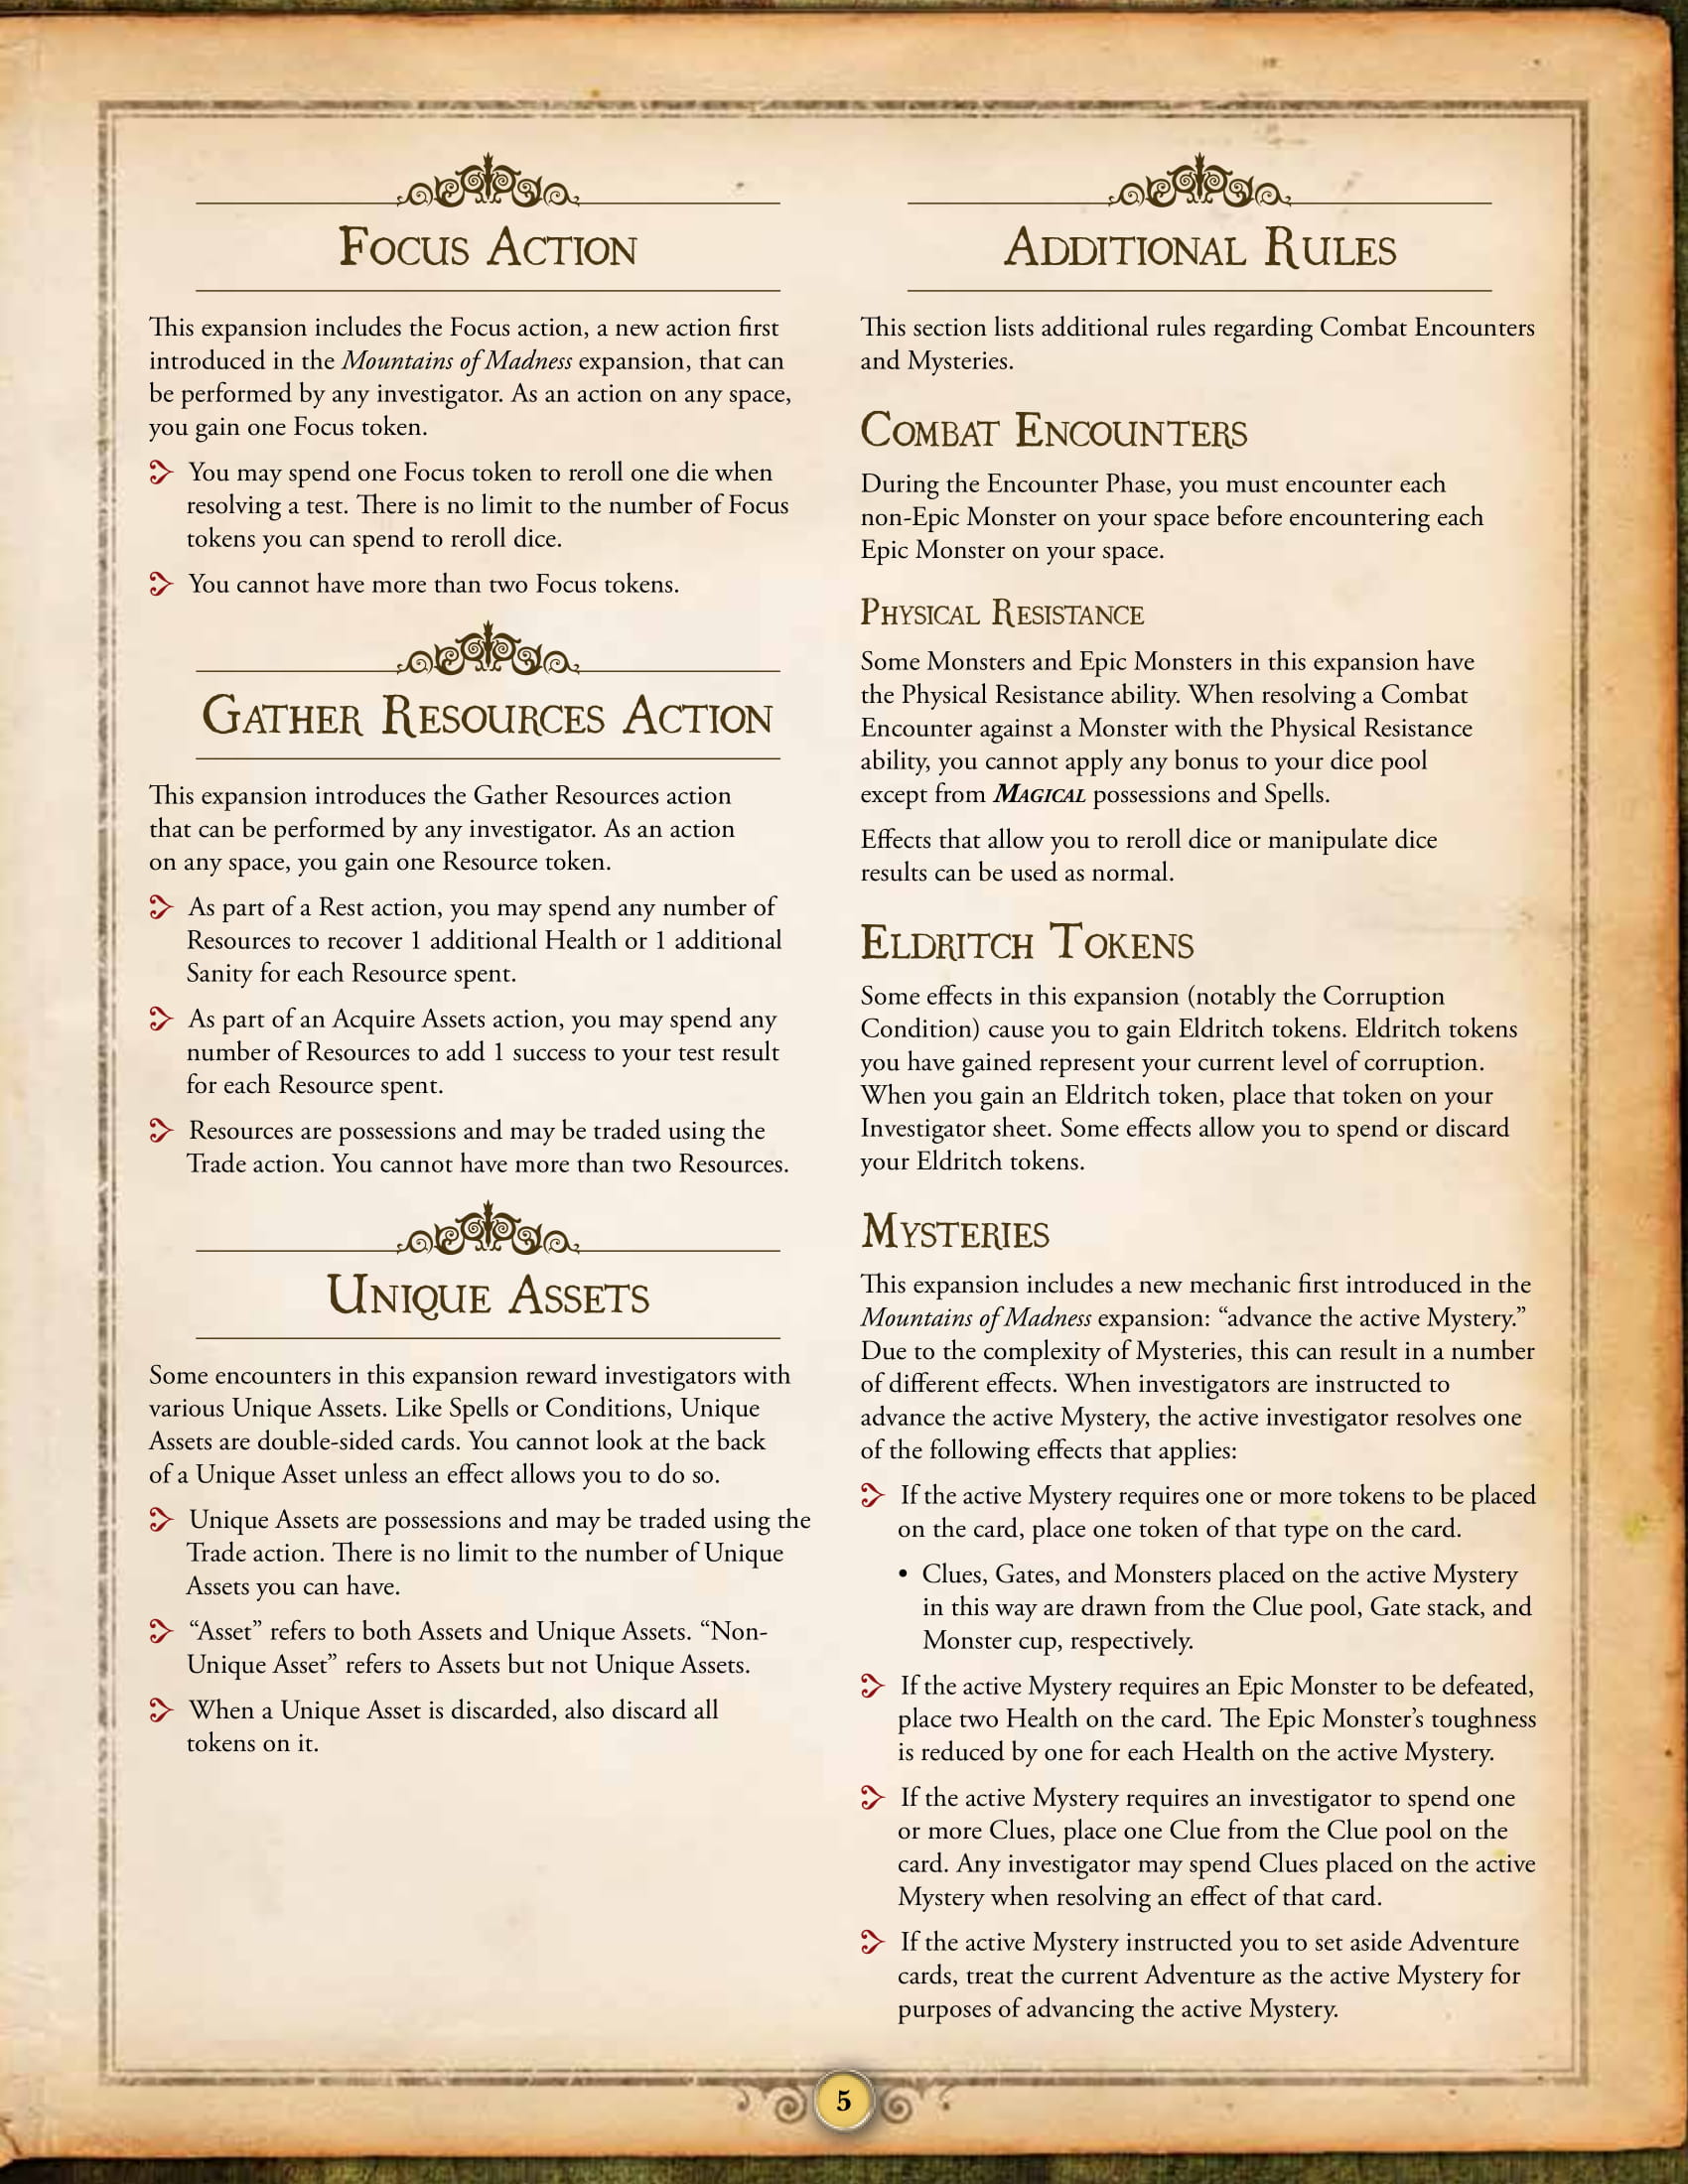 Focus Action
This expansion includes the Focus action, a new action first
introduced in the Mountains of Madness expansion, that can
be performed by any investigator. As an action on any space,
you gain one Focus token.
You may spend one Focus token to reroll one die when
resolving a test. There is no limit to the number of Focus
tokens you can spend to reroll dice.
You cannot have more than two Focus tokens.
Gather Resources Action
This expansion introduces the Gather Resources action
that can be performed by any investigator. As an action
on any space, you gain one Resource token.
As part of a Rest action, you may spend any number of
Resources to recover 1 additional Health or 1 additional
Sanity for each Resource spent.
As part of an Acquire Assets action, you may spend any
number of Resources to add 1 success to your test result
for each Resource spent.
Resources are possessions and may be traded using the
Trade action. You cannot have more than two Resources.
Unique Assets
Some encounters in this expansion reward investigators with
various Unique Assets. Like Spells or Conditions, Unique
Assets are double-sided cards. You cannot look at the back
of a Unique Asset unless an effect allows you to do so.
Unique Assets are possessions and may be traded using the
Trade action. There is no limit to the number of Unique
Assets you can have.
“Asset” refers to both Assets and Unique Assets. “Non-
Unique Asset” refers to Assets but not Unique Assets.
When a Unique Asset is discarded, also discard all
tokens on it.
Additional Rules
This section lists additional rules regarding Combat Encounters
and Mysteries.
Combat Encounters
During the Encounter Phase, you must encounter each
non-Epic Monster on your space before encountering each
Epic Monster on your space.
Physical Resistance
Some Monsters and Epic Monsters in this expansion have
the Physical Resistance ability. When resolving a Combat
Encounter against a Monster with the Physical Resistance
ability, you cannot apply any bonus to your dice pool
except from Magical possessions and Spells.
Effects that allow you to reroll dice or manipulate dice
results can be used as normal.
Eldritch Tokens
Some effects in this expansion (notably the Corruption
Condition) cause you to gain Eldritch tokens. Eldritch tokens
you have gained represent your current level of corruption.
When you gain an Eldritch token, place that token on your
Investigator sheet. Some effects allow you to spend or discard
your Eldritch tokens.
Mysteries
This expansion includes a new mechanic first introduced in the
Mountains of Madness expansion: “advance the active Mystery.”
Due to the complexity of Mysteries, this can result in a number
of different effects. When investigators are instructed to
advance the active Mystery, the active investigator resolves one
of the following effects that applies:
If the active Mystery requires one or more tokens to be placed
on the card, place one token of that type on the card.
• Clues, Gates, and Monsters placed on the active Mystery
in this way are drawn from the Clue pool, Gate stack, and
Monster cup, respectively.
If the active Mystery requires an Epic Monster to be defeated,
place two Health on the card. The Epic Monster’s toughness
is reduced by one for each Health on the active Mystery.
If the active Mystery requires an investigator to spend one
or more Clues, place one Clue from the Clue pool on the
card. Any investigator may spend Clues placed on the active
Mystery when resolving an effect of that card.
If the active Mystery instructed you to set aside Adventure
cards, treat the current Adventure as the active Mystery for
purposes of advancing the active Mystery.
5